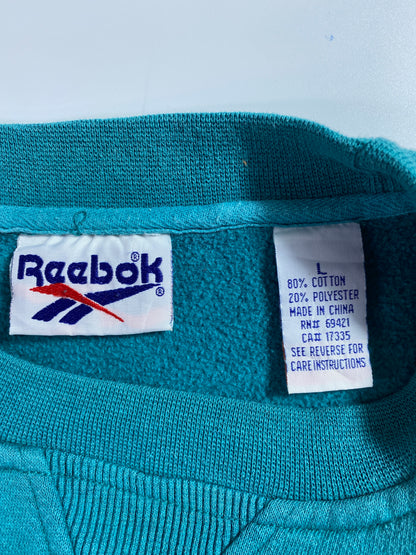 Reebok®
®
L
80% COTTON
20% POLYESTER
MADE IN CHINA
RN# 69421
CA# 17335
SEE REVERSE FOR
CARE INSTRUCTIONS